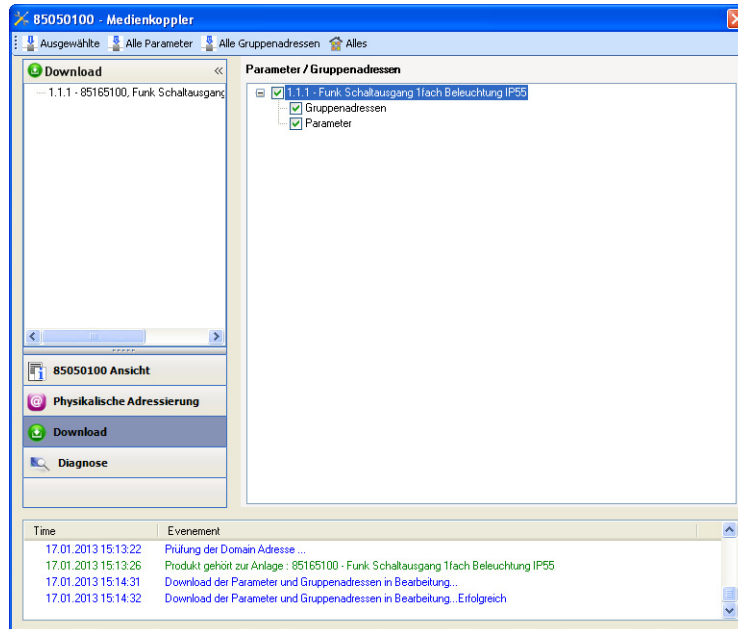 85050100 - Medienkoppler
Ausgewählte Alle Parameter Alle Gruppenadressen Alles
Download
1.1.1 - 85165100, Funk Schaltausgang
Parameter / Gruppenadressen
1.1.1 - Funk Schaltausgang 1fach Beleuchtung IP55
Gruppenadressen
Parameter
85050100 Ansicht
Physikalische Adressierung
Download
Diagnose
Time Evenement
17.01.2013 15:13:22 Prüfung der Domain Adresse ...
17.01.2013 15:13:26 Produkt gehört zur Anlage : 85165100 - Funk Schaltausgang 1fach Beleuchtung IP55
17.01.2013 15:14:31 Download der Parameter und Gruppenadressen in Bearbeitung...
17.01.2013 15:14:32 Download der Parameter und Gruppenadressen in Bearbeitung...Erfolgreich